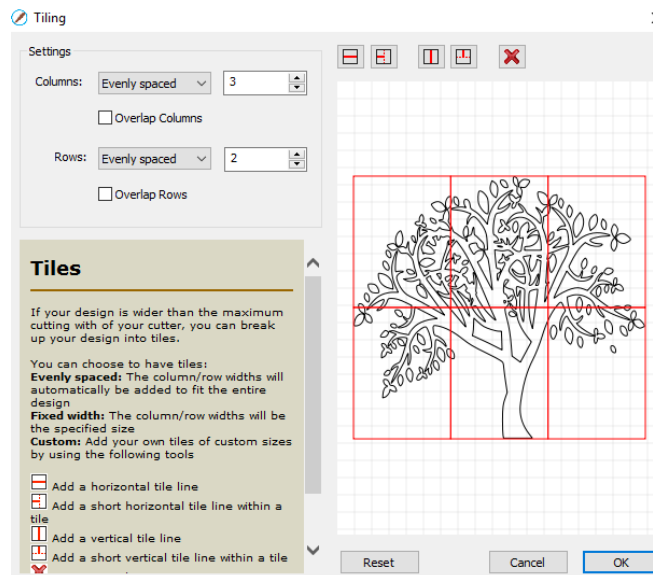 Tiling
Settings
Columns: Evenly spaced 3
Overlap Columns
Rows: Evenly spaced 2
Overlap Rows
Tiles
If your design is wider than the maximum
cutting with of your cutter, you can break
up your design into tiles.
You can choose to have tiles:
Evenly spaced: The column/row widths will
automatically be added to fit the entire
design
Fixed width: The column/row widths will be
the specified size
Custom: Add your own tiles of custom sizes
by using the following tools
Add a horizontal tile line
Add a short horizontal tile line within a
tile
Add a vertical tile line
Add a short vertical tile line within a tile
Reset Cancel OK